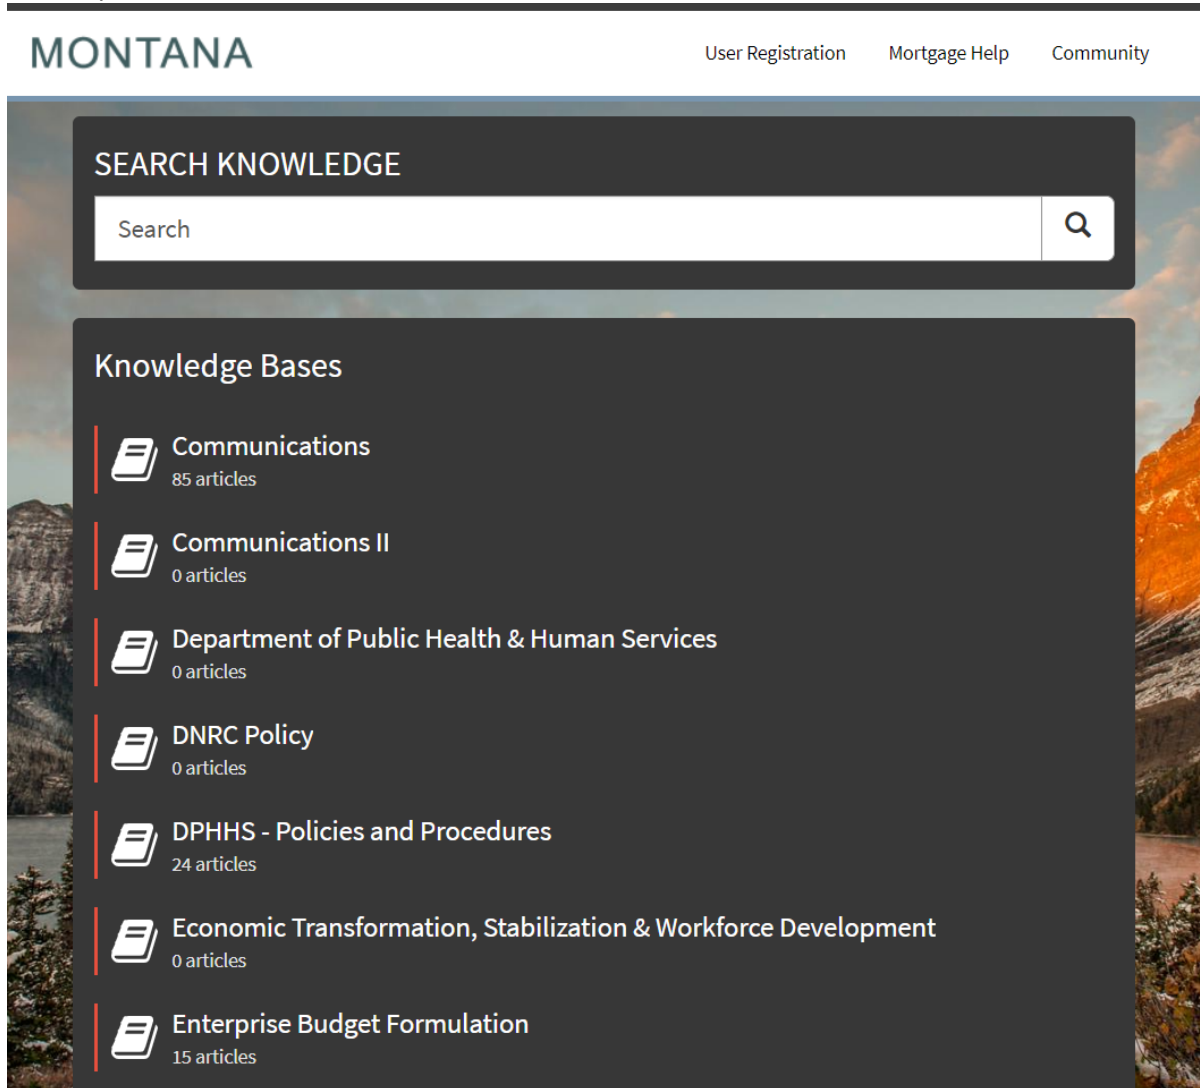 MONTANA
User Registration Mortgage Help Community
SEARCH KNOWLEDGE
Search
Knowledge Bases
Communications
85 articles
Communications II
0 articles
Department of Public Health & Human Services
0 articles
DNRC Policy
0 articles
DPHHS - Policies and Procedures
24 articles
Economic Transformation, Stabilization & Workforce Development
0 articles
Enterprise Budget Formulation
15 articles